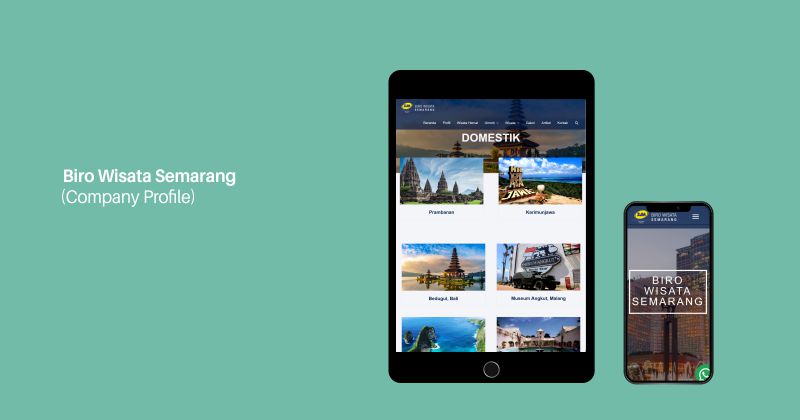 Biro Wisata Semarang
(Company Profile)
BIRO WISATA
SEMARANG
Beranda Profil Wisata Hemat Umroh Wisata Galeri Artikel Kontak
DOMESTIK
Prambanan
Karimunjawa
Bedugul, Bali
Museum Angkut, Malang
BIRO WISATA
SEMARANG
BIRO
WISATA
SEMARANG